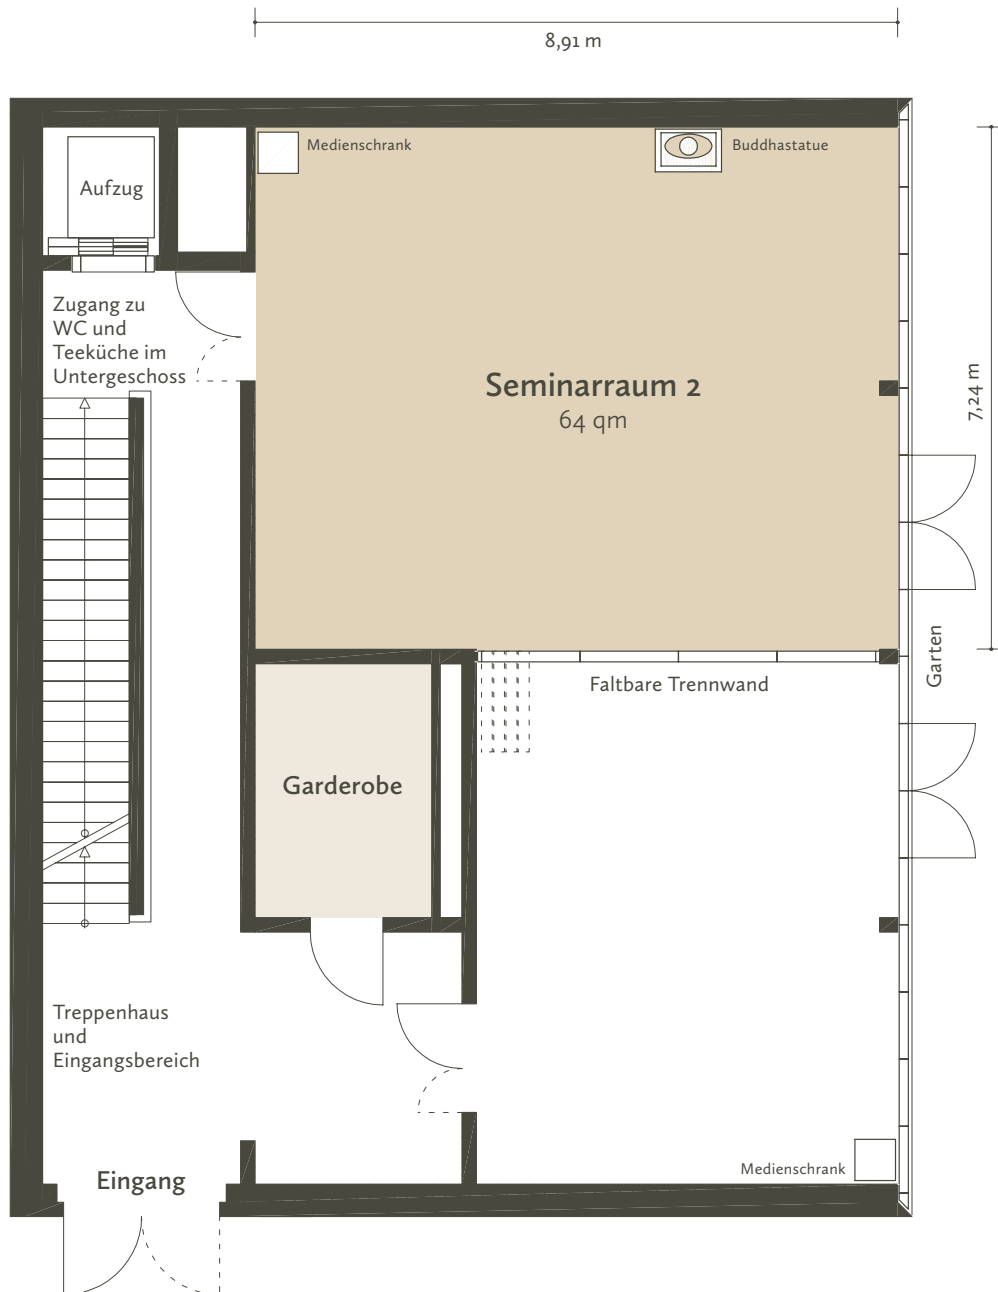 8,91 m
Medienschrank
Buddhastatue
Aufzug
Zugang zu
WC und
Teeküche im
Untergeschoss
Seminarraum 2
64 qm
7,24 m
Garten
Faltbare Trennwand
Garderobe
Treppenhaus
und
Eingangsbereich
Medienschrank
Eingang